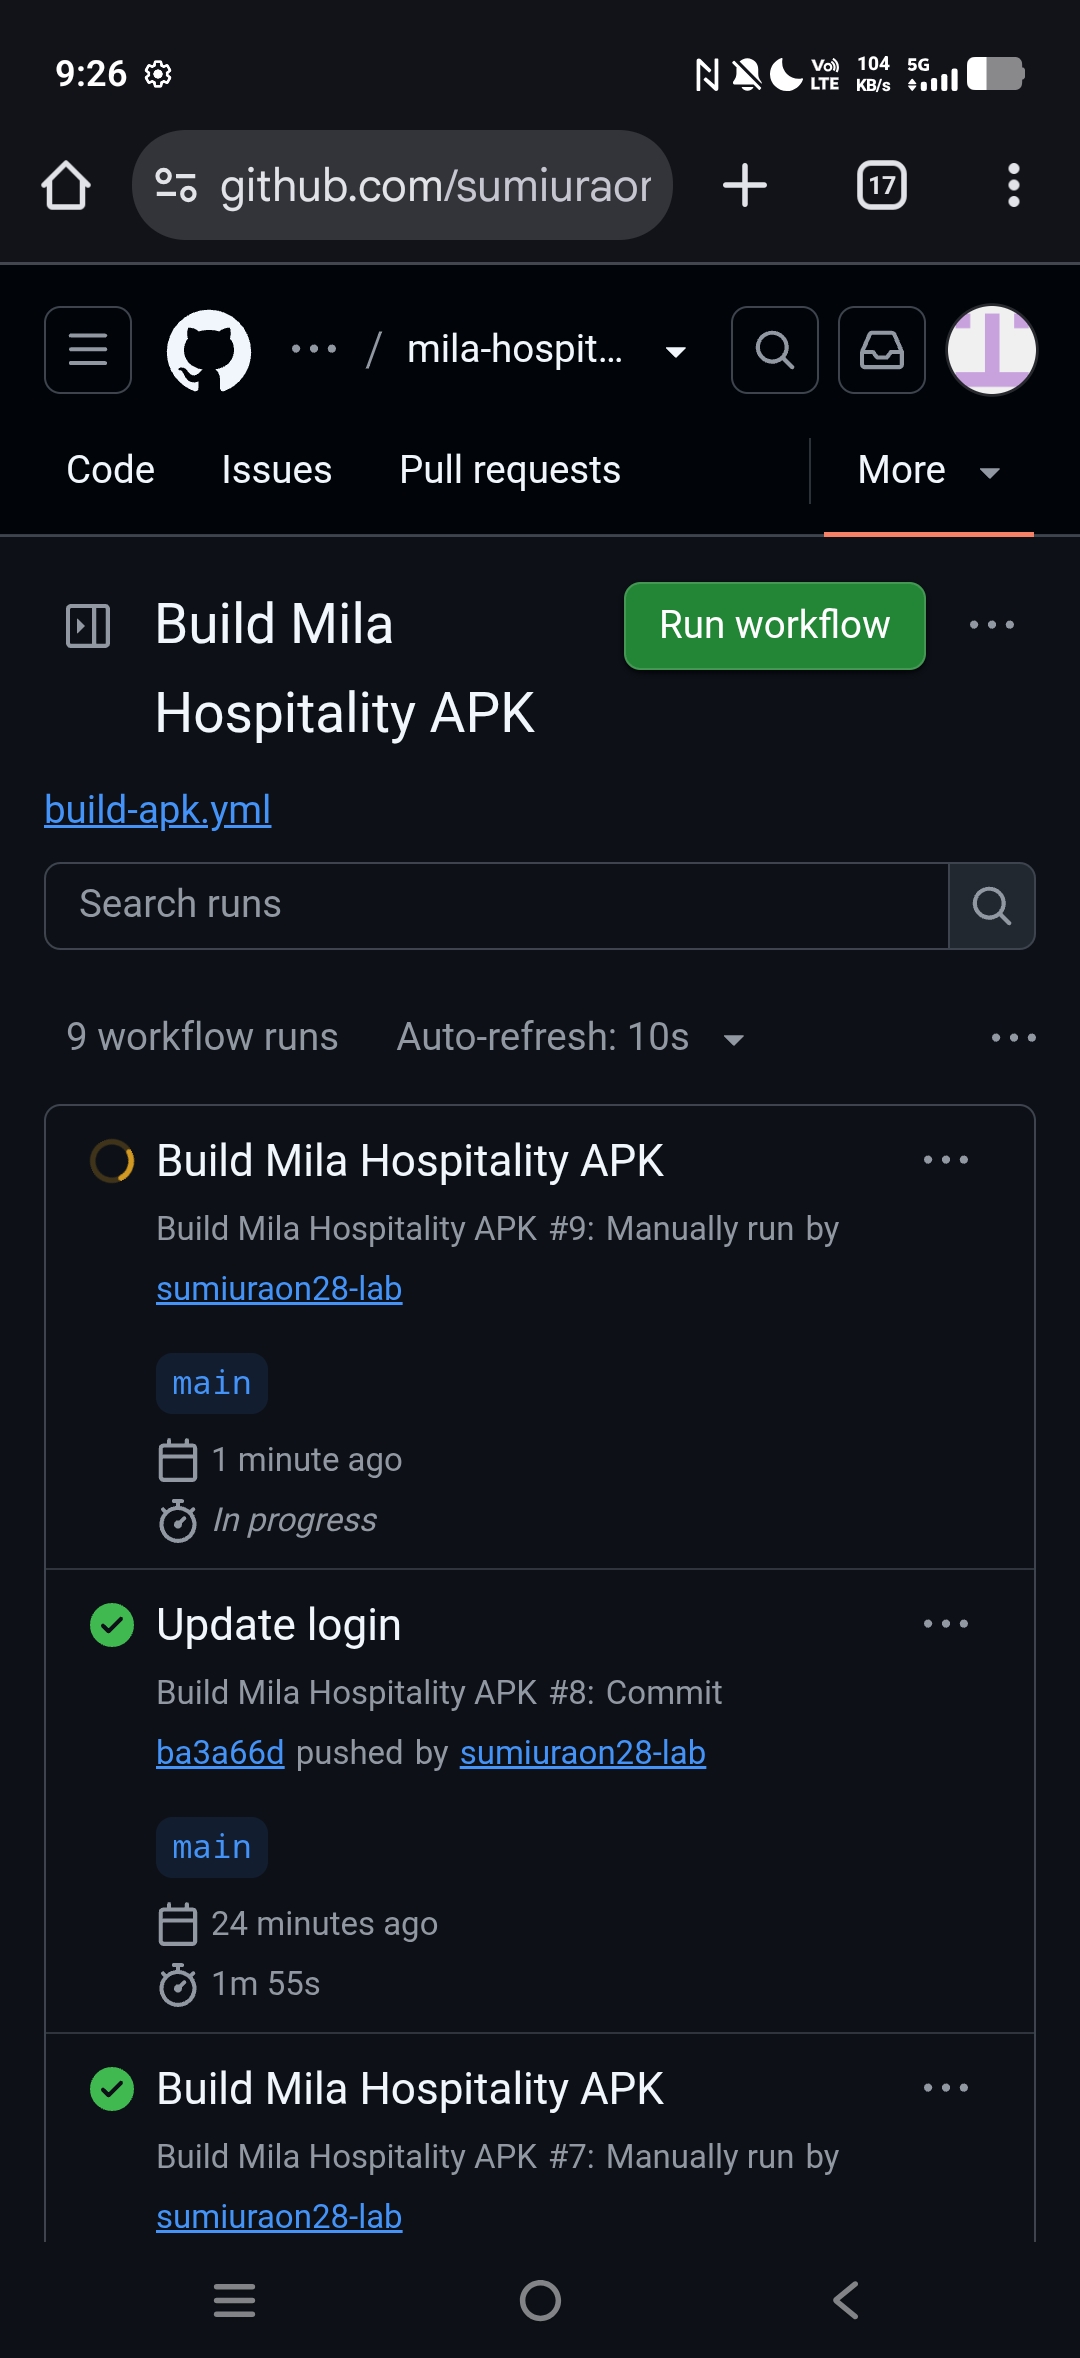 9:26
Vo)) LTE
104 KB/s
5G
github.com/sumiuraor
17
/ mila-hospit...
Code Issues Pull requests More
Build Mila Hospitality APK
Run workflow
build-apk.yml
Search runs
9 workflow runs Auto-refresh: 10s
Build Mila Hospitality APK
Build Mila Hospitality APK #9: Manually run by
sumiuraon28-lab
main
1 minute ago
In progress
Update login
Build Mila Hospitality APK #8: Commit
ba3a66d pushed by sumiuraon28-lab
main
24 minutes ago
1m 55s
Build Mila Hospitality APK
Build Mila Hospitality APK #7: Manually run by
sumiuraon28-lab